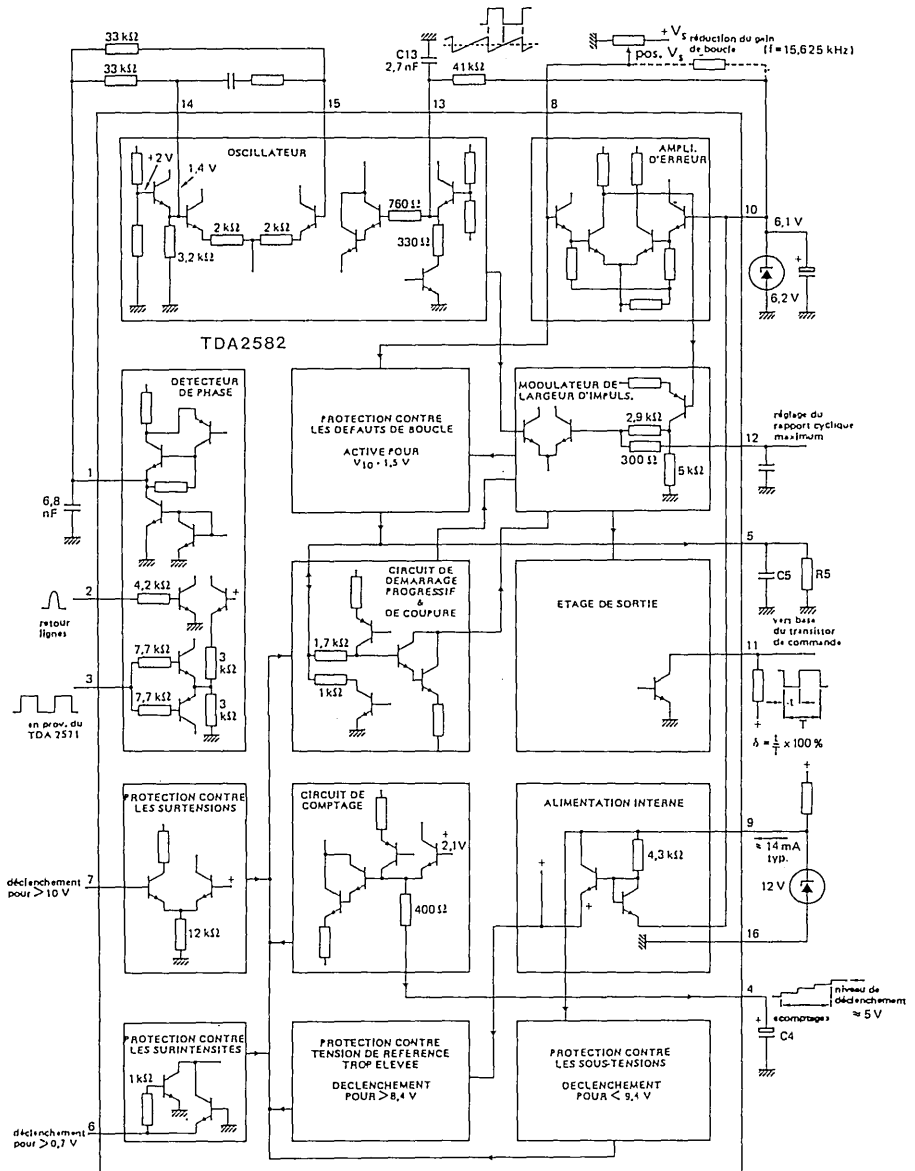 33 kΩ
33 kΩ
C13
2,7 nF
41 kΩ
+ Vs
pos. Vs
réduction du gain
de boucle
(f = 15,625 kHz)
14
15
13
8
OSCILLATEUR
+2 V
1,4 V
3,2 kΩ
2 kΩ
2 kΩ
760 Ω
330 Ω
AMPLI.
D'ERREUR
10
6,1 V
+
6,2 V
TDA2582
DETECTEUR
DE PHASE
1
6,8
nF
2
4,2 kΩ
+
retour
lignes
3
7,7 kΩ
7,7 kΩ
3
kΩ
3
kΩ
en prov. du
TDA 2571
PROTECTION CONTRE
LES DEFAUTS DE BOUCLE
ACTIVE POUR
V10 · 1,5 V
MODULATEUR DE
LARGEUR D'IMPULS.
2,9 kΩ
300 Ω
5 kΩ
12
réglage du
rapport cyclique
maximum
5
C5
R5
CIRCUIT DE
DEMARRAGE
PROGRESSIF
&
DE COUPURE
1,7 kΩ
1 kΩ
ETAGE DE SORTIE
vers base
du transistor
de commande
11
+
t
T
δ = t/T x 100 %
PROTECTION CONTRE
LES SURTENSIONS
7
déclenchement
pour > 10 V
+
12 kΩ
CIRCUIT DE
COMPTAGE
+
2,1V
400 Ω
ALIMENTATION INTERNE
+
+
4,3 kΩ
+
9
≈ 14 mA
typ.
12 V
16
4
+
C4
niveau de
déclenchement
≈ 5 V
PROTECTION CONTRE
LES SURINTENSITES
1 kΩ
6
déclenchement
pour > 0,7 V
PROTECTION CONTRE
TENSION DE REFERENCE
TROP ELEVEE
DECLENCHEMENT
POUR > 8,4 V
PROTECTION CONTRE
LES SOUS-TENSIONS
DECLENCHEMENT
POUR < 9,4 V